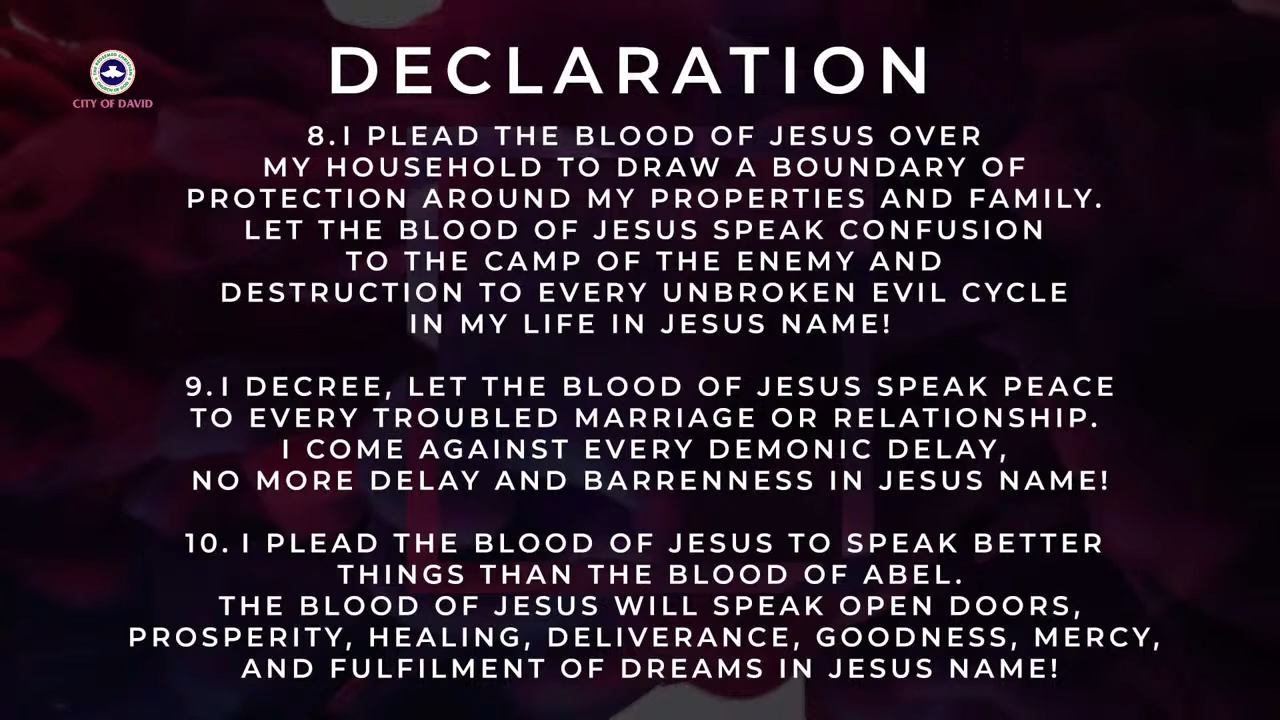 DECLARATION
CITY OF DAVID
8. I PLEAD THE BLOOD OF JESUS OVER
MY HOUSEHOLD TO DRAW A BOUNDARY OF
PROTECTION AROUND MY PROPERTIES AND FAMILY.
LET THE BLOOD OF JESUS SPEAK CONFUSION
TO THE CAMP OF THE ENEMY AND
DESTRUCTION TO EVERY UNBROKEN EVIL CYCLE
IN MY LIFE IN JESUS NAME!
9. I DECREE, LET THE BLOOD OF JESUS SPEAK PEACE
TO EVERY TROUBLED MARRIAGE OR RELATIONSHIP.
I COME AGAINST EVERY DEMONIC DELAY,
NO MORE DELAY AND BARRENNESS IN JESUS NAME!
10. I PLEAD THE BLOOD OF JESUS TO SPEAK BETTER
THINGS THAN THE BLOOD OF ABEL.
THE BLOOD OF JESUS WILL SPEAK OPEN DOORS,
PROSPERITY, HEALING, DELIVERANCE, GOODNESS, MERCY,
AND FULFILMENT OF DREAMS IN JESUS NAME!